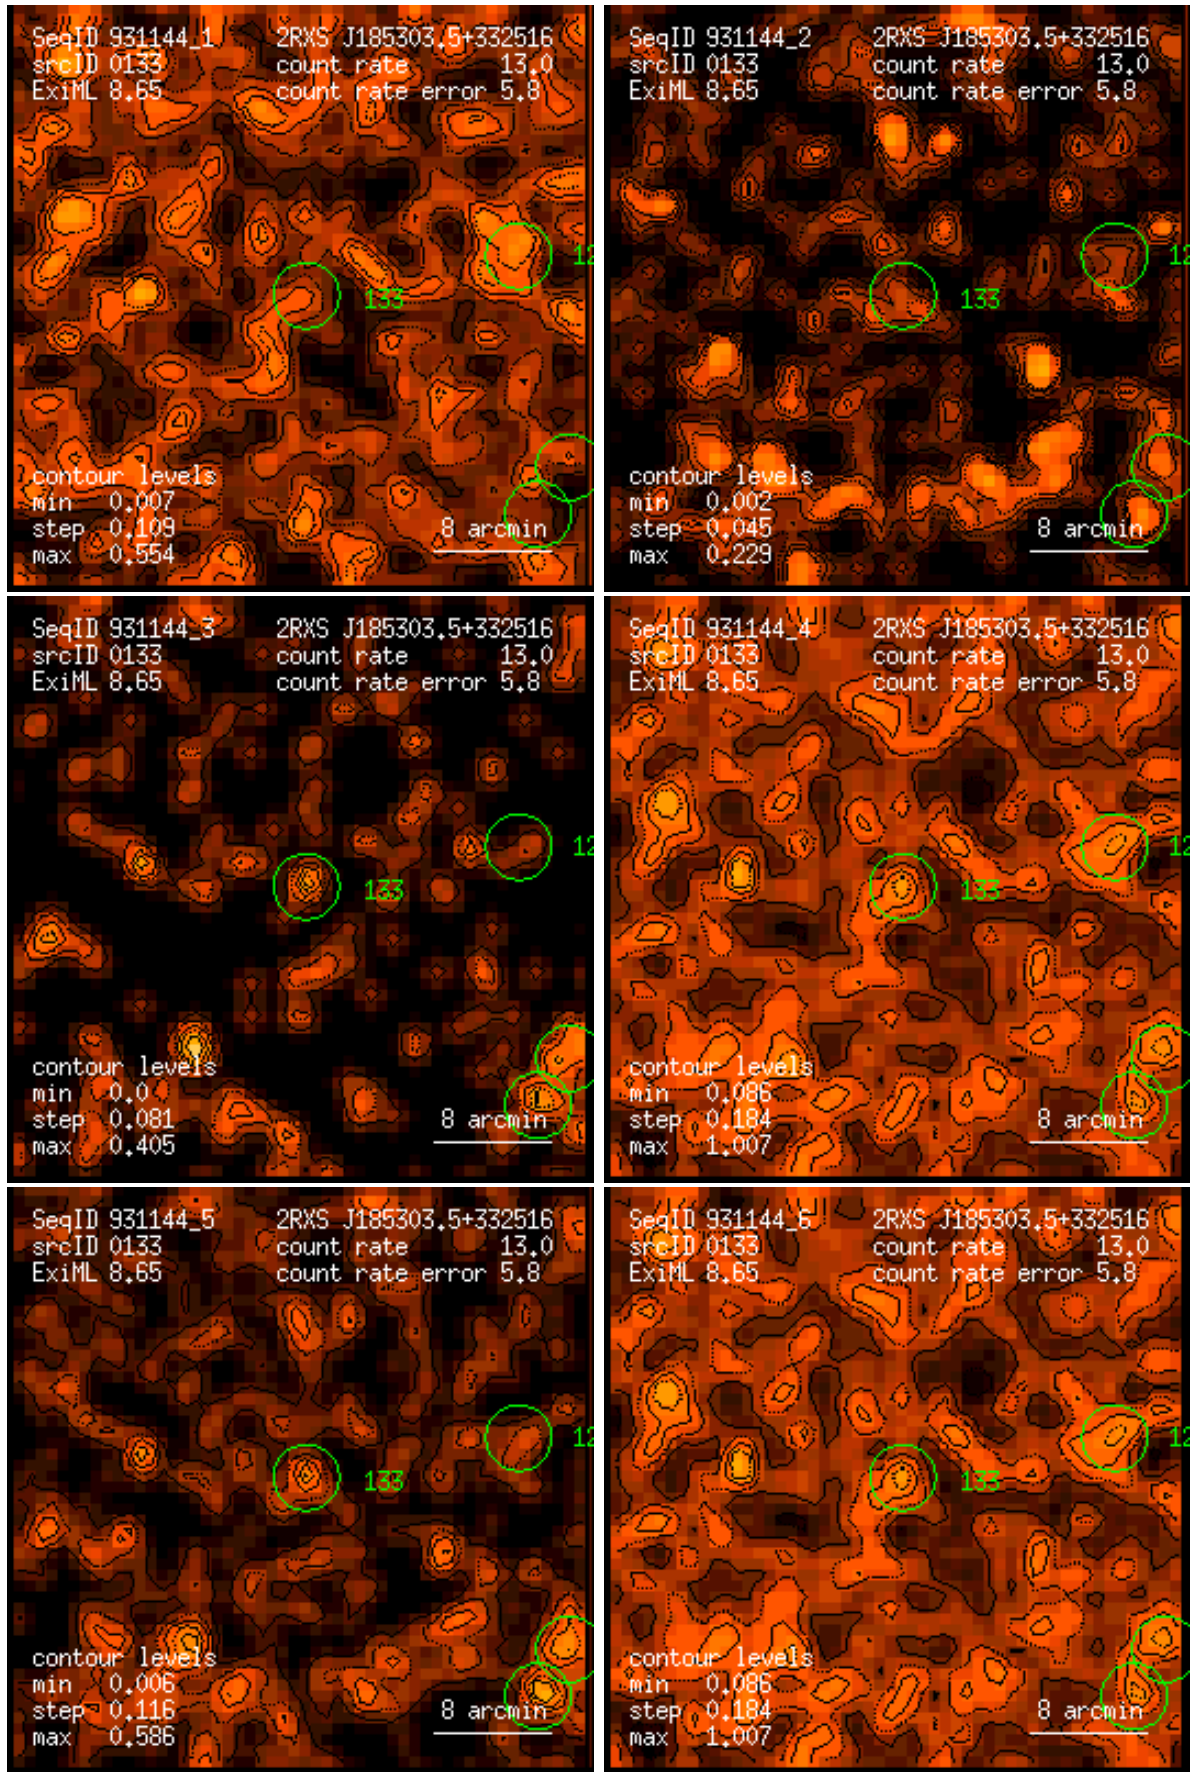 SeqID 931144_1 2RXS J185303.5+332516
srcID 0133 count rate 13.0
ExiML 8.65 count rate error 5.8
12
133
contour levels
min 0.007
step 0.109
max 0.554
8 arcmin
SeqID 931144_2 2RXS J185303.5+332516
srcID 0133 count rate 13.0
ExiML 8.65 count rate error 5.8
12
133
contour levels
min 0.002
step 0.045
max 0.229
8 arcmin
SeqID 931144_3 2RXS J185303.5+332516
srcID 0133 count rate 13.0
ExiML 8.65 count rate error 5.8
12
133
contour levels
min 0.0
step 0.081
max 0.405
8 arcmin
SeqID 931144_4 2RXS J185303.5+332516
srcID 0133 count rate 13.0
ExiML 8.65 count rate error 5.8
12
133
contour levels
min 0.086
step 0.184
max 1.007
8 arcmin
SeqID 931144_5 2RXS J185303.5+332516
srcID 0133 count rate 13.0
ExiML 8.65 count rate error 5.8
12
133
contour levels
min 0.006
step 0.116
max 0.586
8 arcmin
SeqID 931144_6 2RXS J185303.5+332516
srcID 0133 count rate 13.0
ExiML 8.65 count rate error 5.8
12
133
contour levels
min 0.086
step 0.184
max 1.007
8 arcmin